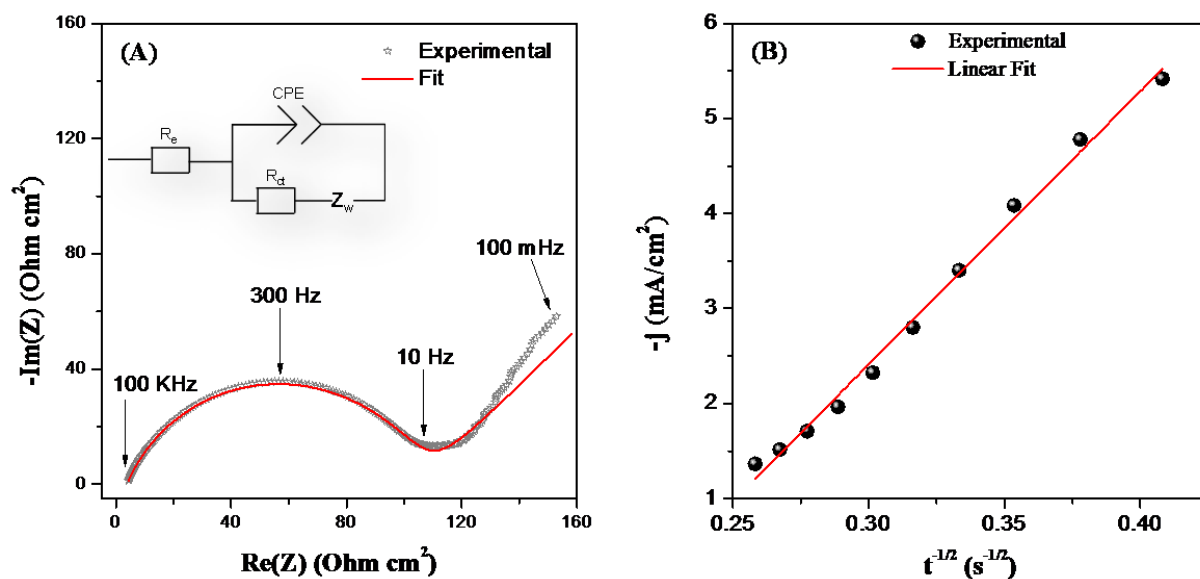 (A)
Experimental
Fit
CPE
Rₑ
R_ct
Z_w
160
120
80
40
0
-Im(Z) (Ohm cm²)
100 KHz
300 Hz
10 Hz
100 mHz
0 40 80 120 160
Re(Z) (Ohm cm²)
(B)
Experimental
Linear Fit
6
5
4
3
2
1
-j (mA/cm²)
0.25 0.30 0.35 0.40
t⁻¹/² (s⁻¹/²)